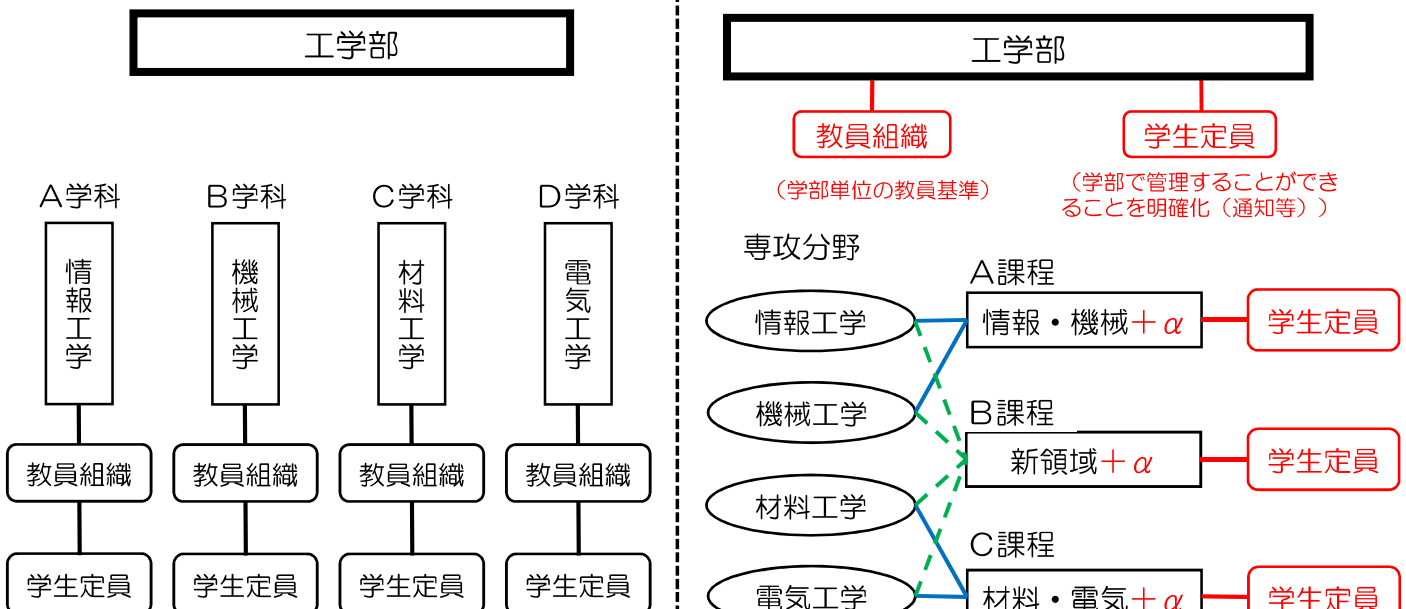 工学部
A学科
B学科
C学科
D学科
情報工学
機械工学
材料工学
電気工学
教員組織
教員組織
教員組織
教員組織
学生定員
学生定員
学生定員
学生定員
工学部
教員組織
学生定員
（学部単位の教員基準）
（学部で管理することができ
ることを明確化（通知等））
専攻分野
情報工学
機械工学
材料工学
電気工学
A課程
情報・機械＋α
学生定員
B課程
新領域＋α
学生定員
C課程
材料・電気＋α
学生定員